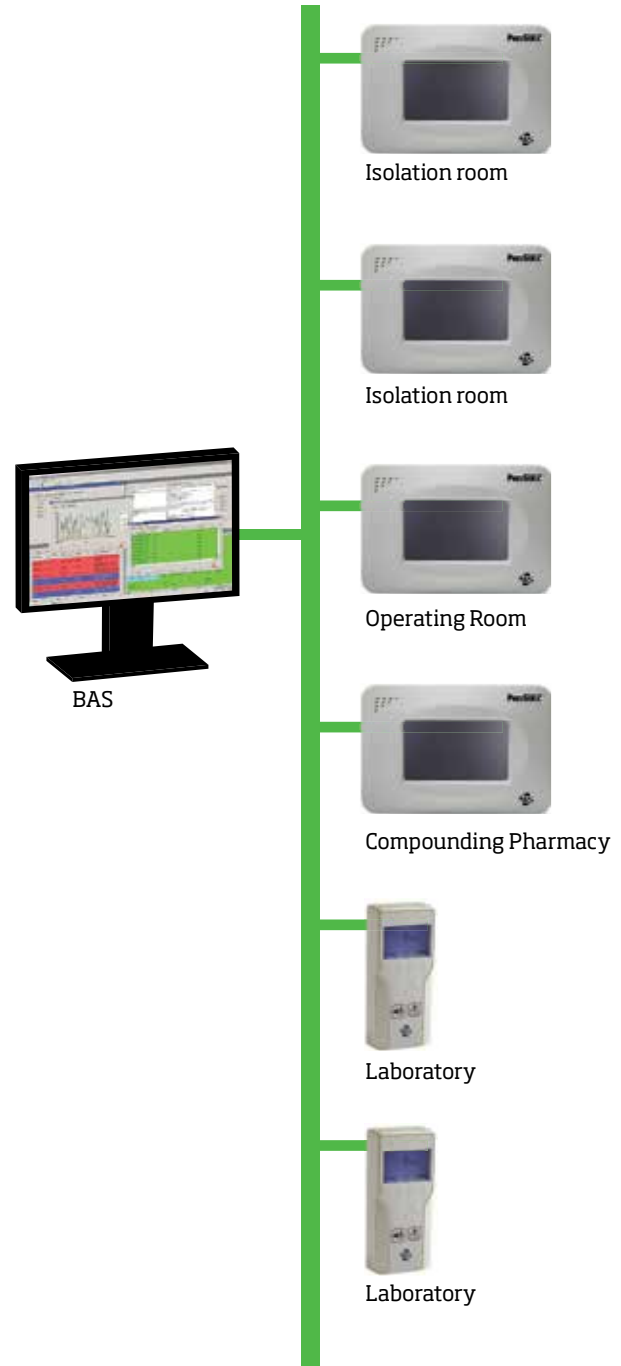 Isolation room
Isolation room
BAS
Operating Room
Compounding Pharmacy
Laboratory
Laboratory